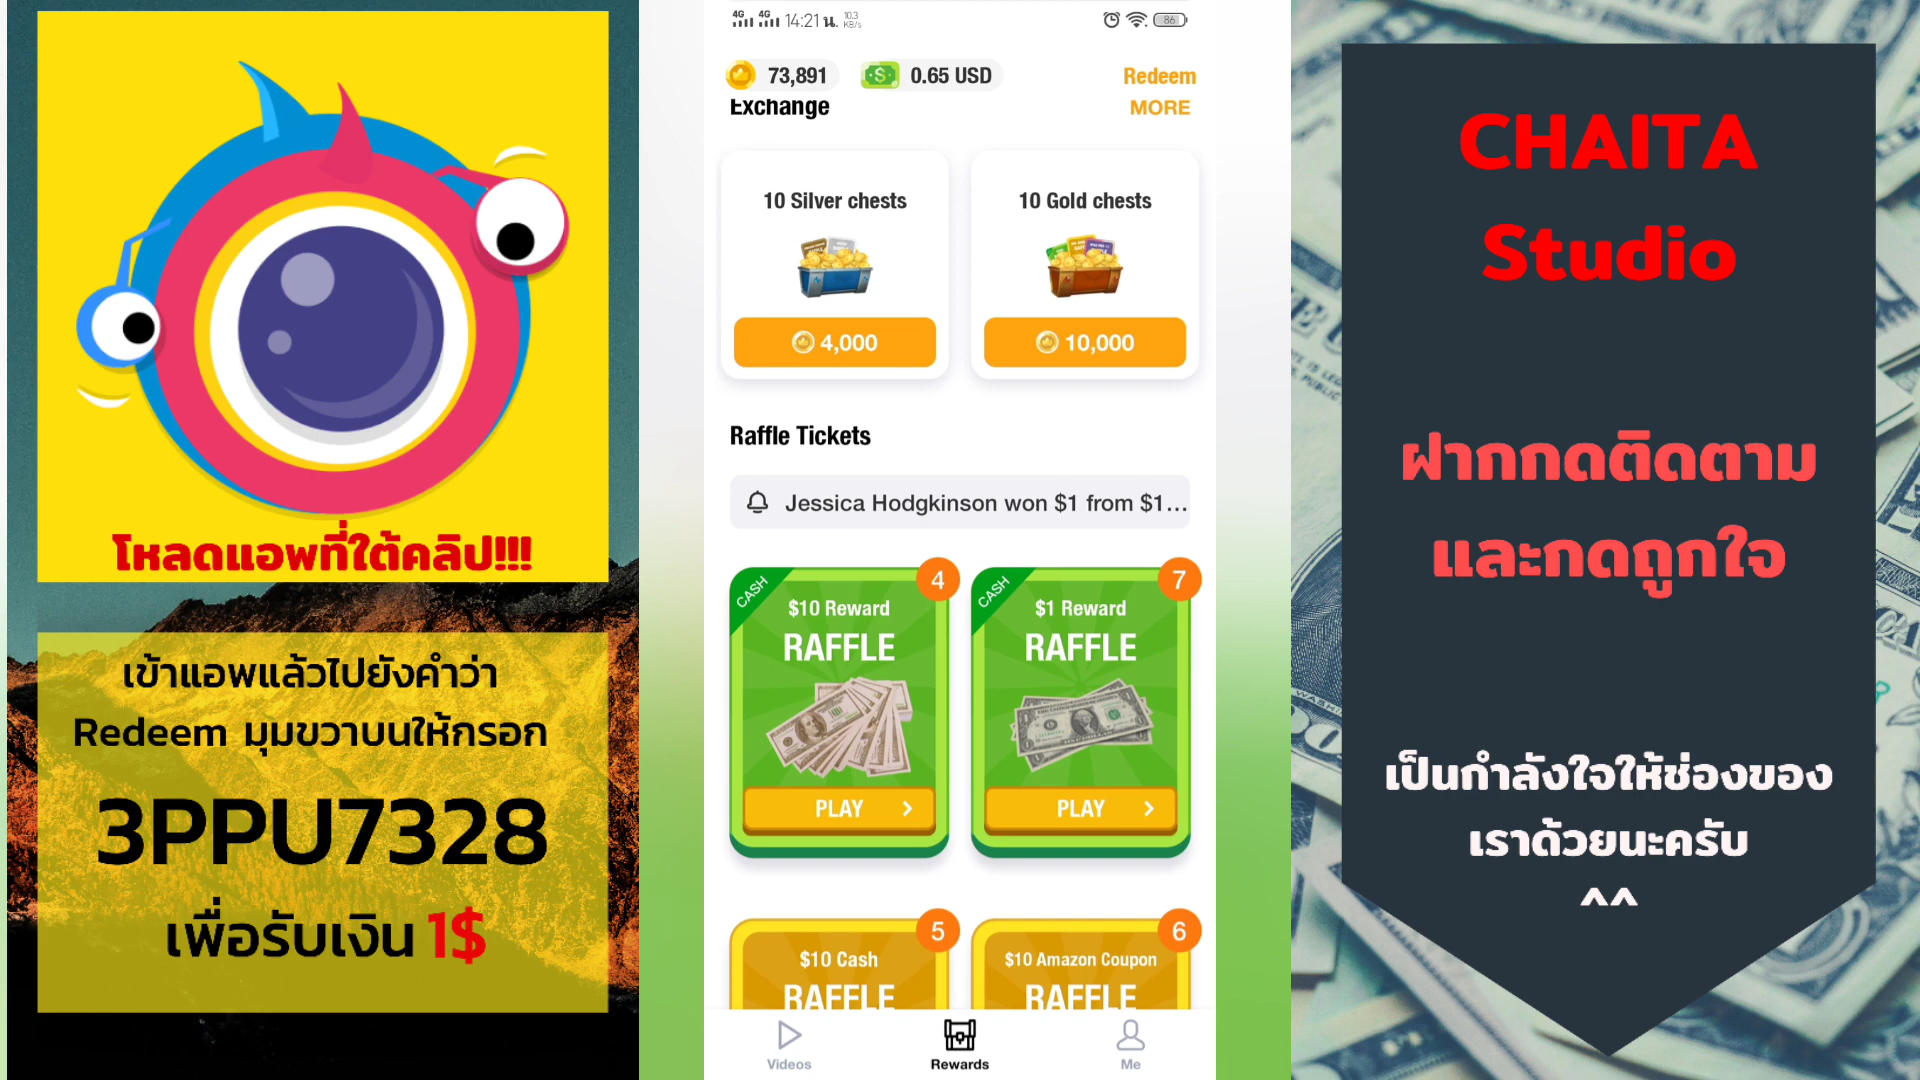 โหลดแอพที่ใต้คลิป!!!
เข้าแอพแล้วไปยังคำว่า
Redeem มุมขวาบนให้กรอก
3PPU7328
เพื่อรับเงิน 1$
4G 4G 14:21 น. 10.3 KB/s
86
73,891
0.65 USD
Redeem
Exchange
MORE
10 Silver chests
10 Gold chests
4,000
10,000
Raffle Tickets
Jessica Hodgkinson won $1 from $1...
CASH
4
$10 Reward
RAFFLE
PLAY
CASH
7
$1 Reward
RAFFLE
PLAY
5
$10 Cash
RAFFLE
6
$10 Amazon Coupon
RAFFLE
Videos
Rewards
Me
CHAITA
Studio
ฝากกดติดตาม
และกดถูกใจ
เป็นกำลังใจให้ช่องของ
เราด้วยนะครับ
^^